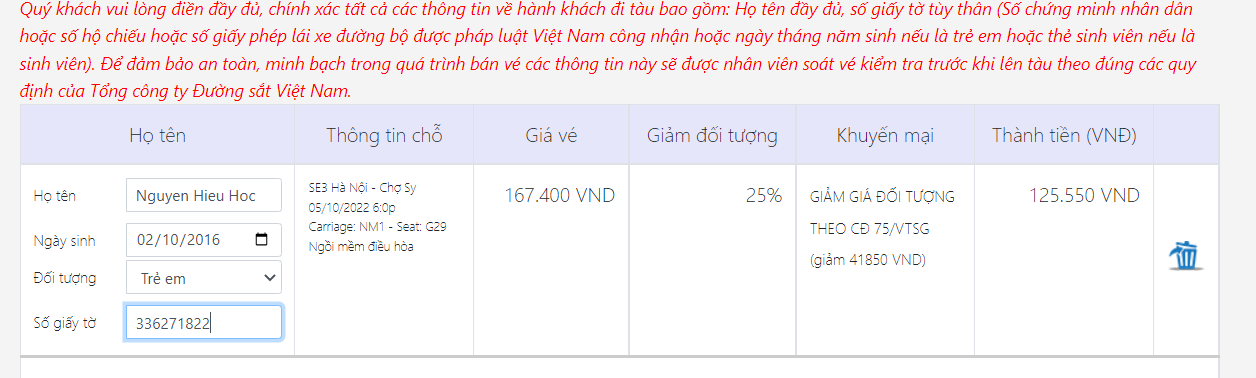 Quý khách vui lòng điền đầy đủ, chính xác tất cả các thông tin về hành khách đi tàu bao gồm: Họ tên đầy đủ, số giấy tờ tùy thân (Số chứng minh nhân dân
hoặc số hộ chiếu hoặc số giấy phép lái xe đường bộ được pháp luật Việt Nam công nhận hoặc ngày tháng năm sinh nếu là trẻ em hoặc thẻ sinh viên nếu là
sinh viên). Để đảm bảo an toàn, minh bạch trong quá trình bán vé các thông tin này sẽ được nhân viên soát vé kiểm tra trước khi lên tàu theo đúng các quy
định của Tổng công ty Đường sắt Việt Nam.
Họ tên Thông tin chỗ Giá vé Giảm đối tượng Khuyến mại Thành tiền (VNĐ)
Họ tên Nguyen Hieu Hoc
Ngày sinh 02/10/2016
Đối tượng Trẻ em
Số giấy tờ 336271822
SE3 Hà Nội - Chợ Sy
05/10/2022 6:0p
Carriage: NM1 - Seat: G29
Ngồi mềm điều hòa
167.400 VND
25%
GIẢM GIÁ ĐỐI TƯỢNG
THEO CĐ 75/VTSG
(giảm 41850 VND)
125.550 VND